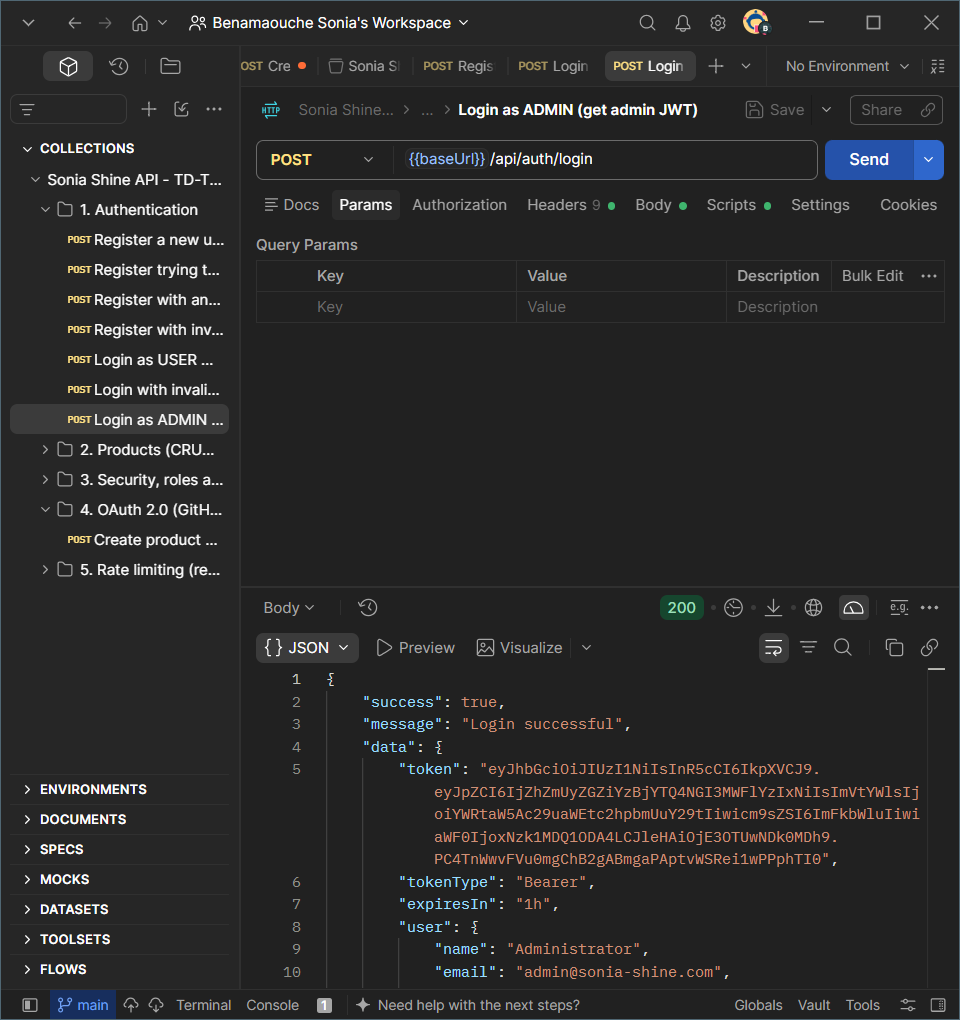 Benamaouche Sonia's Workspace
B
OST Cre
Sonia S
POST Regis
POST Login
POST Login
No Environment
HTTP
Sonia Shine...
...
Login as ADMIN (get admin JWT)
Save
Share
COLLECTIONS
Sonia Shine API - TD-T...
1. Authentication
POST Register a new u...
POST Register trying t...
POST Register with an...
POST Register with inv...
POST Login as USER ...
POST Login with invali...
POST Login as ADMIN ...
2. Products (CRU...
3. Security, roles a...
4. OAuth 2.0 (GitH...
POST Create product ...
5. Rate limiting (re...
ENVIRONMENTS
DOCUMENTS
SPECS
MOCKS
DATASETS
TOOLSETS
FLOWS
POST
{{baseUrl}} /api/auth/login
Send
Docs
Params
Authorization
Headers 9
Body
Scripts
Settings
Cookies
Query Params
Key
Value
Description
Bulk Edit
Key
Value
Description
Body
200
e.g.
{ } JSON
Preview
Visualize
1 {
2 "success": true,
3 "message": "Login successful",
4 "data": {
5 "token": "eyJhbGciOiJIUzI1NiIsInR5cCI6IkpXVCJ9.
eyJpZCI6IjZhZmUyZGZiYzBjYTQ4NGI3MWFlYzIxNiIsImVtYWlsIj
oiYWRtaW5Ac29uaWEtc2hpbmUuY29tIiwicm9sZSI6ImFkbWluIiwi
aWF0IjoxNzk1MDQ1ODA4LCJleHAiOjE3OTUwNDk0MDh9.
PC4TnWwvFVu0mgChB2gABmgaPAptvWSRei1wPPphTI0",
6 "tokenType": "Bearer",
7 "expiresIn": "1h",
8 "user": {
9 "name": "Administrator",
10 "email": "admin@sonia-shine.com",
main
Terminal
Console
1
Need help with the next steps?
Globals
Vault
Tools